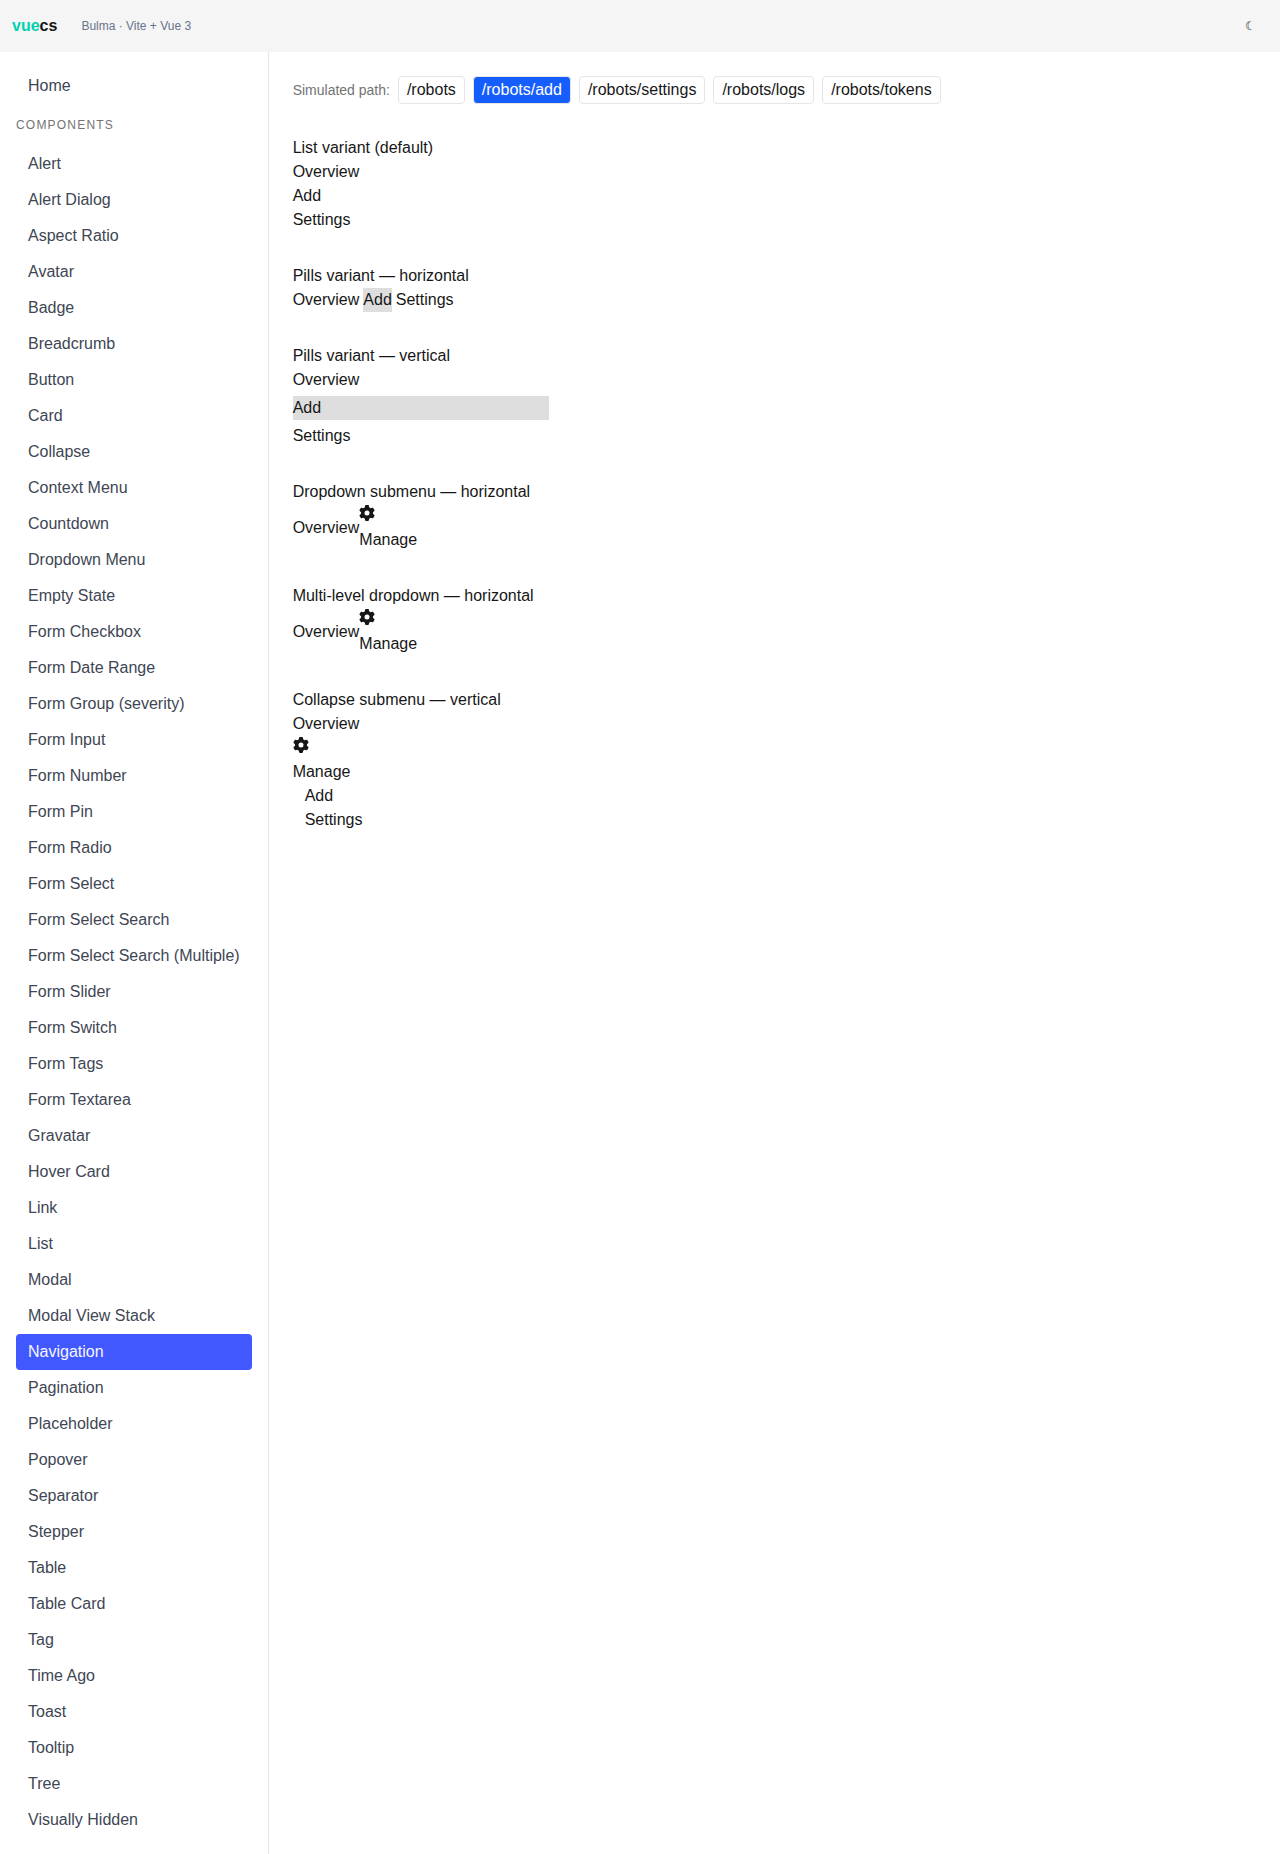 vuecs Bulma · Vite + Vue 3
Home
COMPONENTS
Alert
Alert Dialog
Aspect Ratio
Avatar
Badge
Breadcrumb
Button
Card
Collapse
Context Menu
Countdown
Dropdown Menu
Empty State
Form Checkbox
Form Date Range
Form Group (severity)
Form Input
Form Number
Form Pin
Form Radio
Form Select
Form Select Search
Form Select Search (Multiple)
Form Slider
Form Switch
Form Tags
Form Textarea
Gravatar
Hover Card
Link
List
Modal
Modal View Stack
Navigation
Pagination
Placeholder
Popover
Separator
Stepper
Table
Table Card
Tag
Time Ago
Toast
Tooltip
Tree
Visually Hidden
Simulated path: /robots /robots/add /robots/settings /robots/logs /robots/tokens
List variant (default)
Overview
Add
Settings
Pills variant — horizontal
Overview Add Settings
Pills variant — vertical
Overview
Add
Settings
Dropdown submenu — horizontal
Overview Manage
Multi-level dropdown — horizontal
Overview Manage
Collapse submenu — vertical
Overview
Manage
Add
Settings